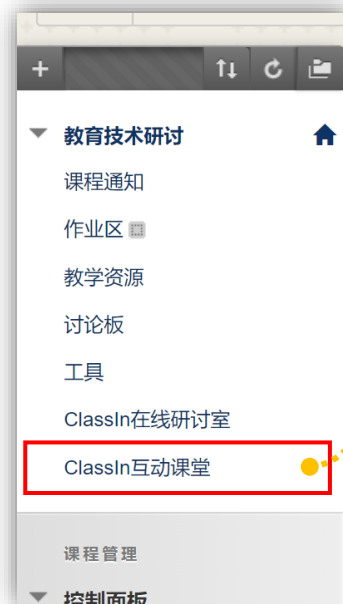 教育技术研讨
课程通知
作业区
教学资源
讨论板
工具
ClassIn在线研讨室
ClassIn互动课堂
课程管理
控制面板